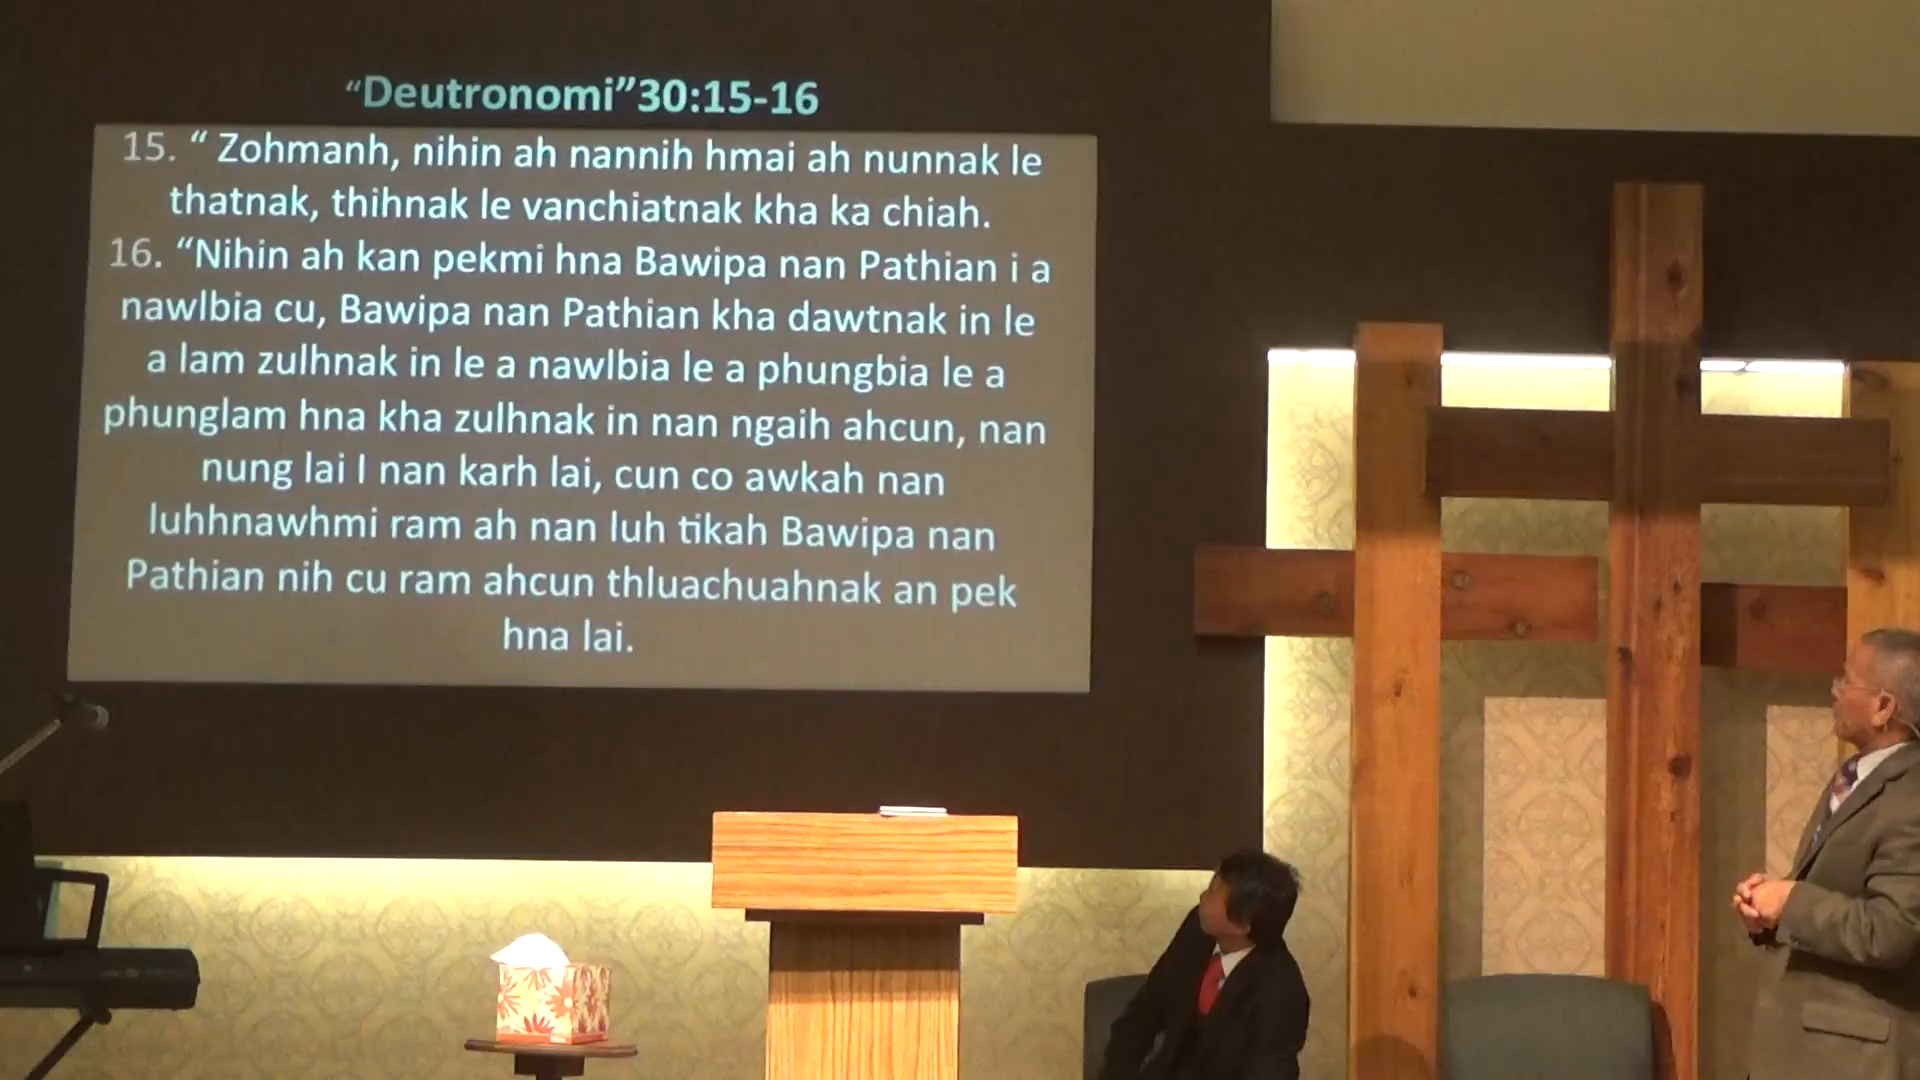 “Deutronomi”30:15-16
15. “ Zohmanh, nihin ah nannih hmai ah nunnak le
thatnak, thihnak le vanchiatnak kha ka chiah.
16. “Nihin ah kan pekmi hna Bawipa nan Pathian i a
nawlbia cu, Bawipa nan Pathian kha dawtnak in le
a lam zulhnak in le a nawlbia le a phungbia le a
phunglam hna kha zulhnak in nan ngaih ahcun, nan
nung lai I nan karh lai, cun co awkah nan
luhhnawhmi ram ah nan luh tikah Bawipa nan
Pathian nih cu ram ahcun thluachuahnak an pek
hna lai.